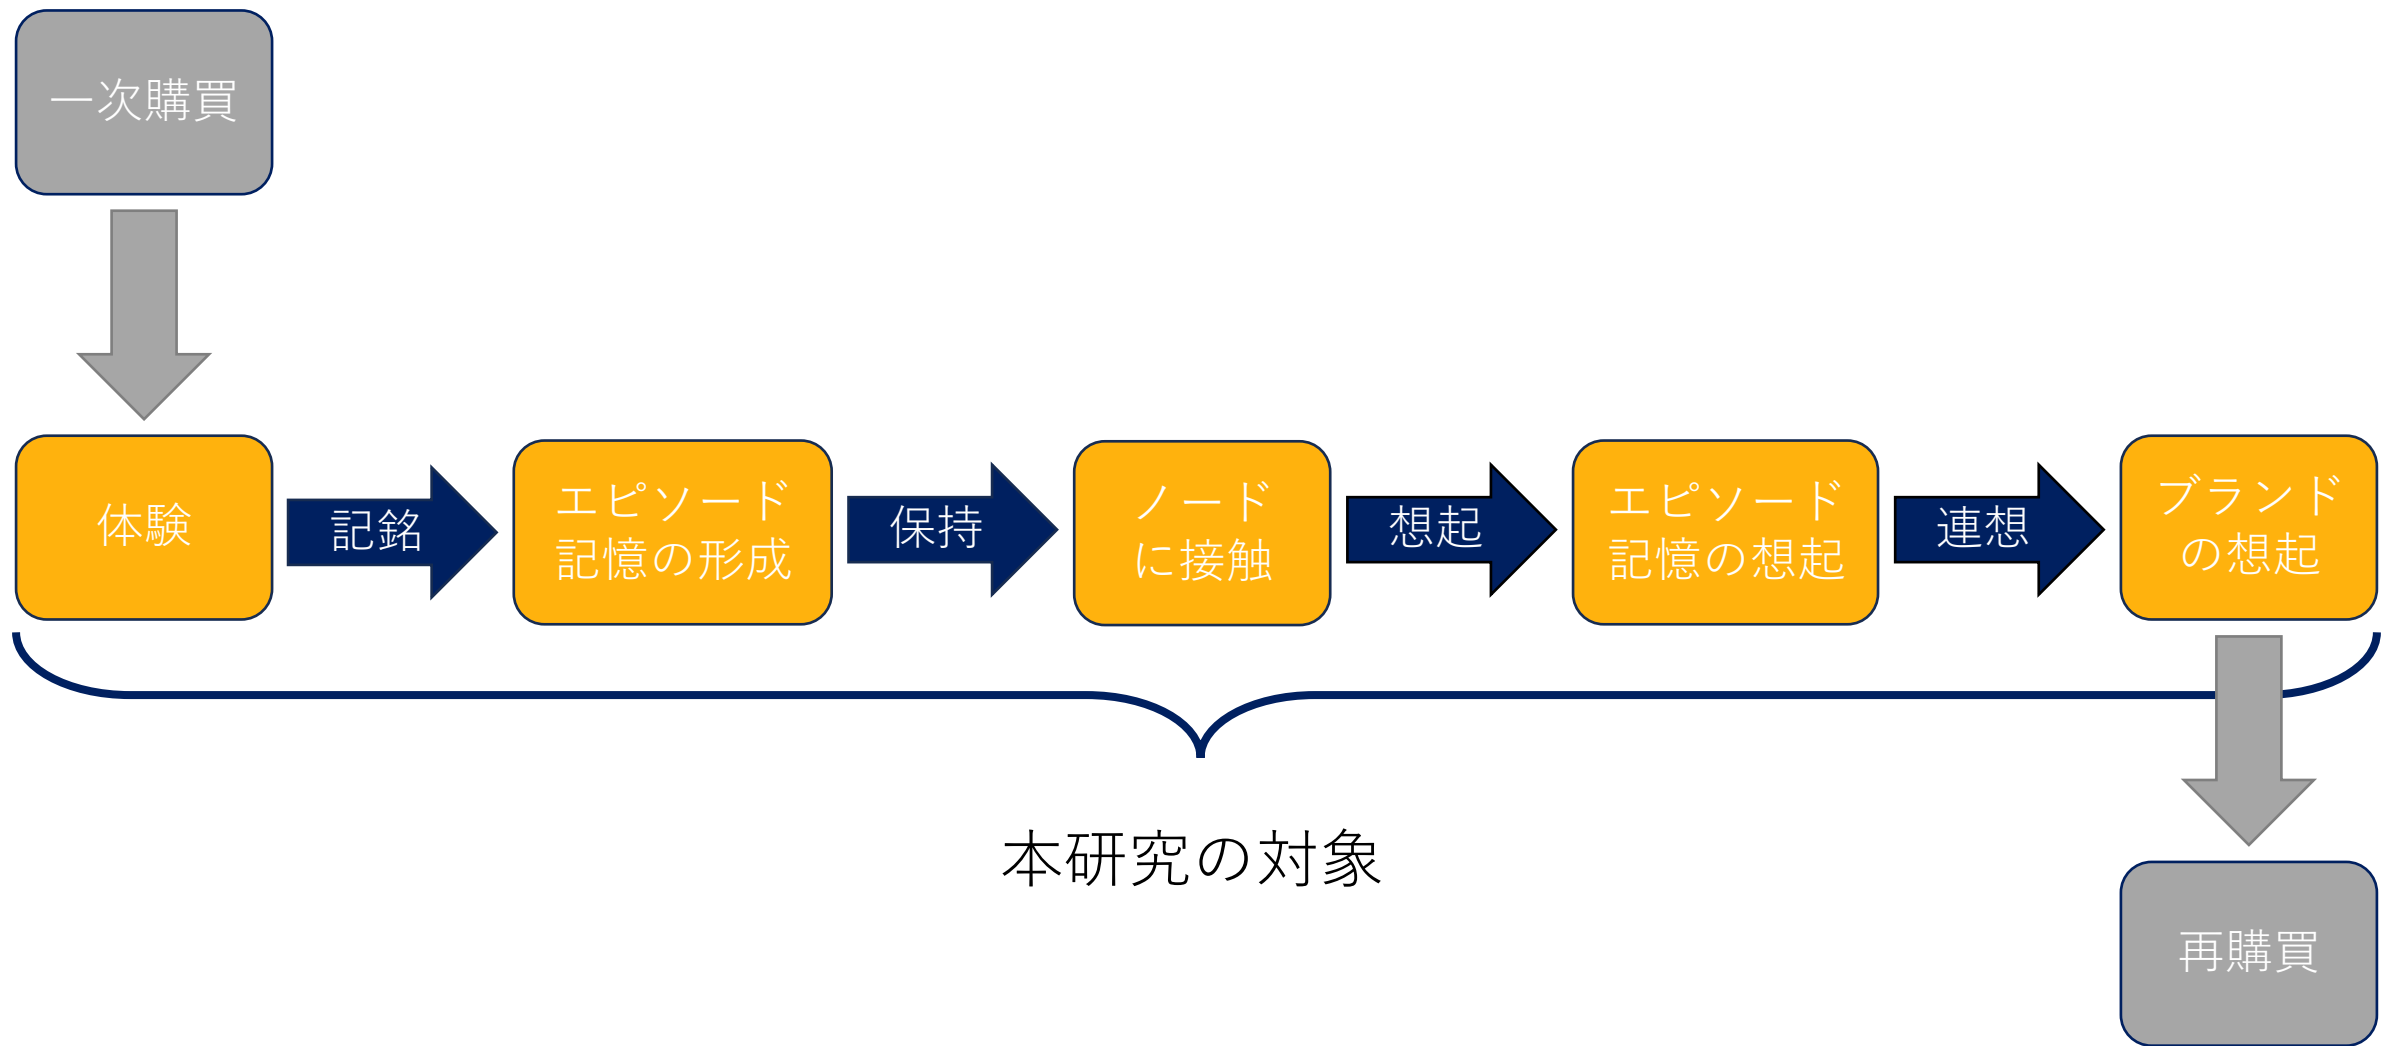 一次購買
体験
記銘
エピソード
記憶の形成
保持
ノード
に接触
想起
エピソード
記憶の想起
連想
ブランド
の想起
本研究の対象
再購買